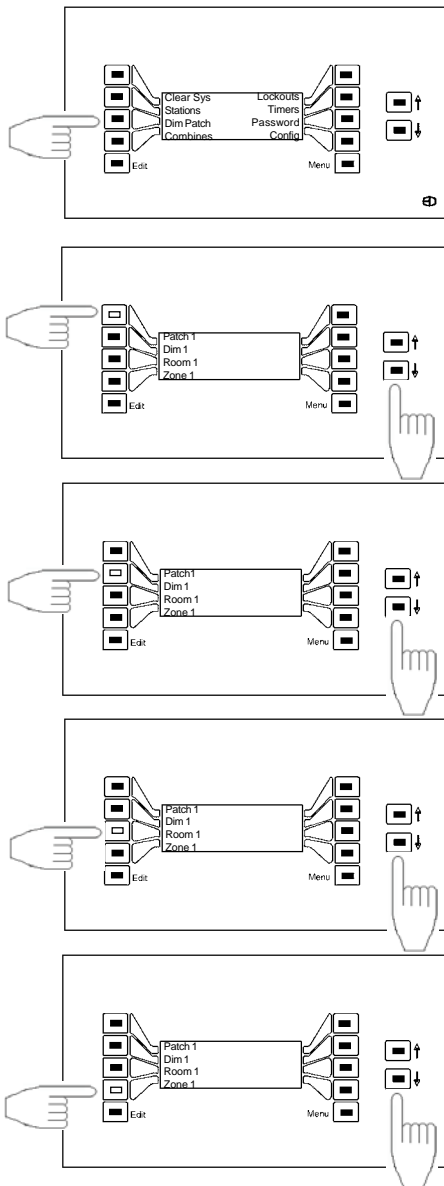 Clear Sys Lockouts
Stations Timers
Dim Patch Password
Combines Config
Edit Menu
Patch 1
Dim 1
Room 1
Zone 1
Edit Menu
Patch1
Dim 1
Room 1
Zone 1
Edit Menu
Patch 1
Dim 1
Room 1
Zone 1
Edit Menu
Patch 1
Dim 1
Room 1
Zone 1
Edit Menu